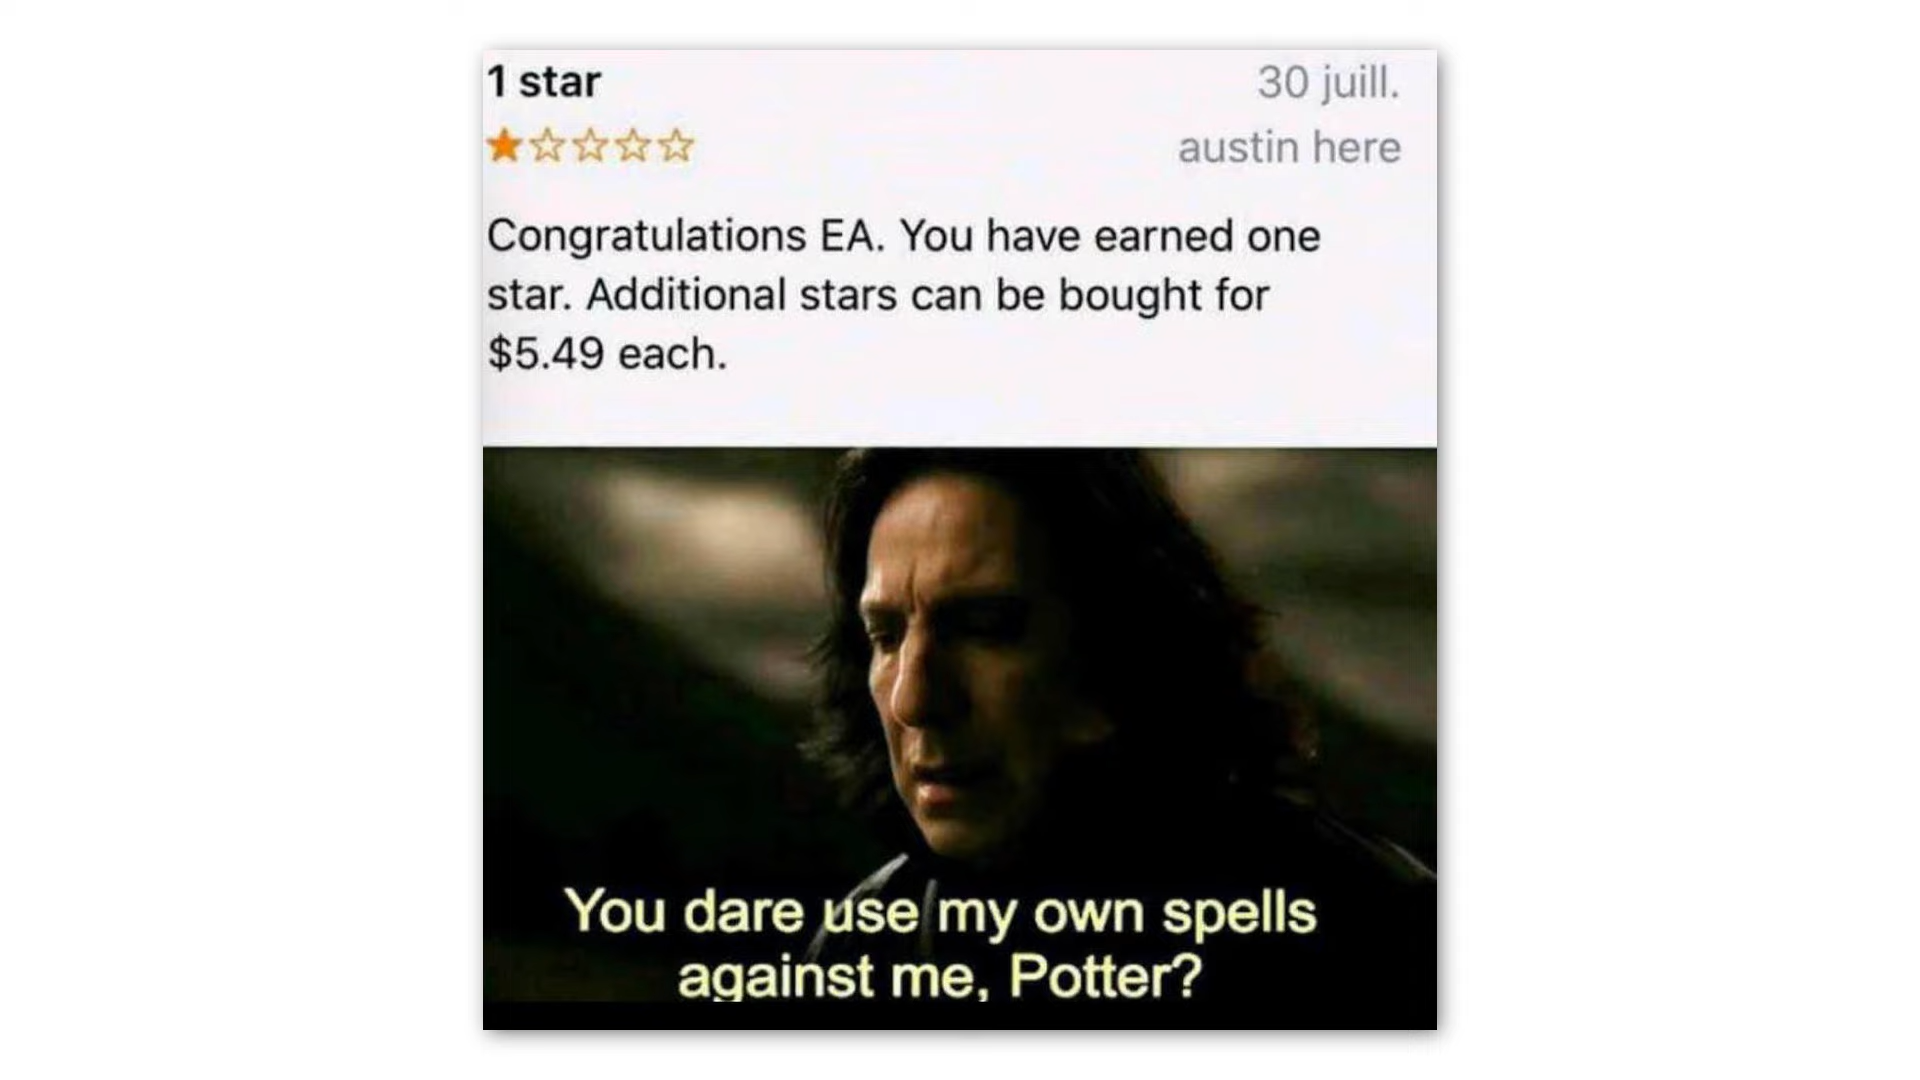 1 star
30 juill.
austin here
Congratulations EA. You have earned one
star. Additional stars can be bought for
$5.49 each.
You dare use my own spells
against me, Potter?